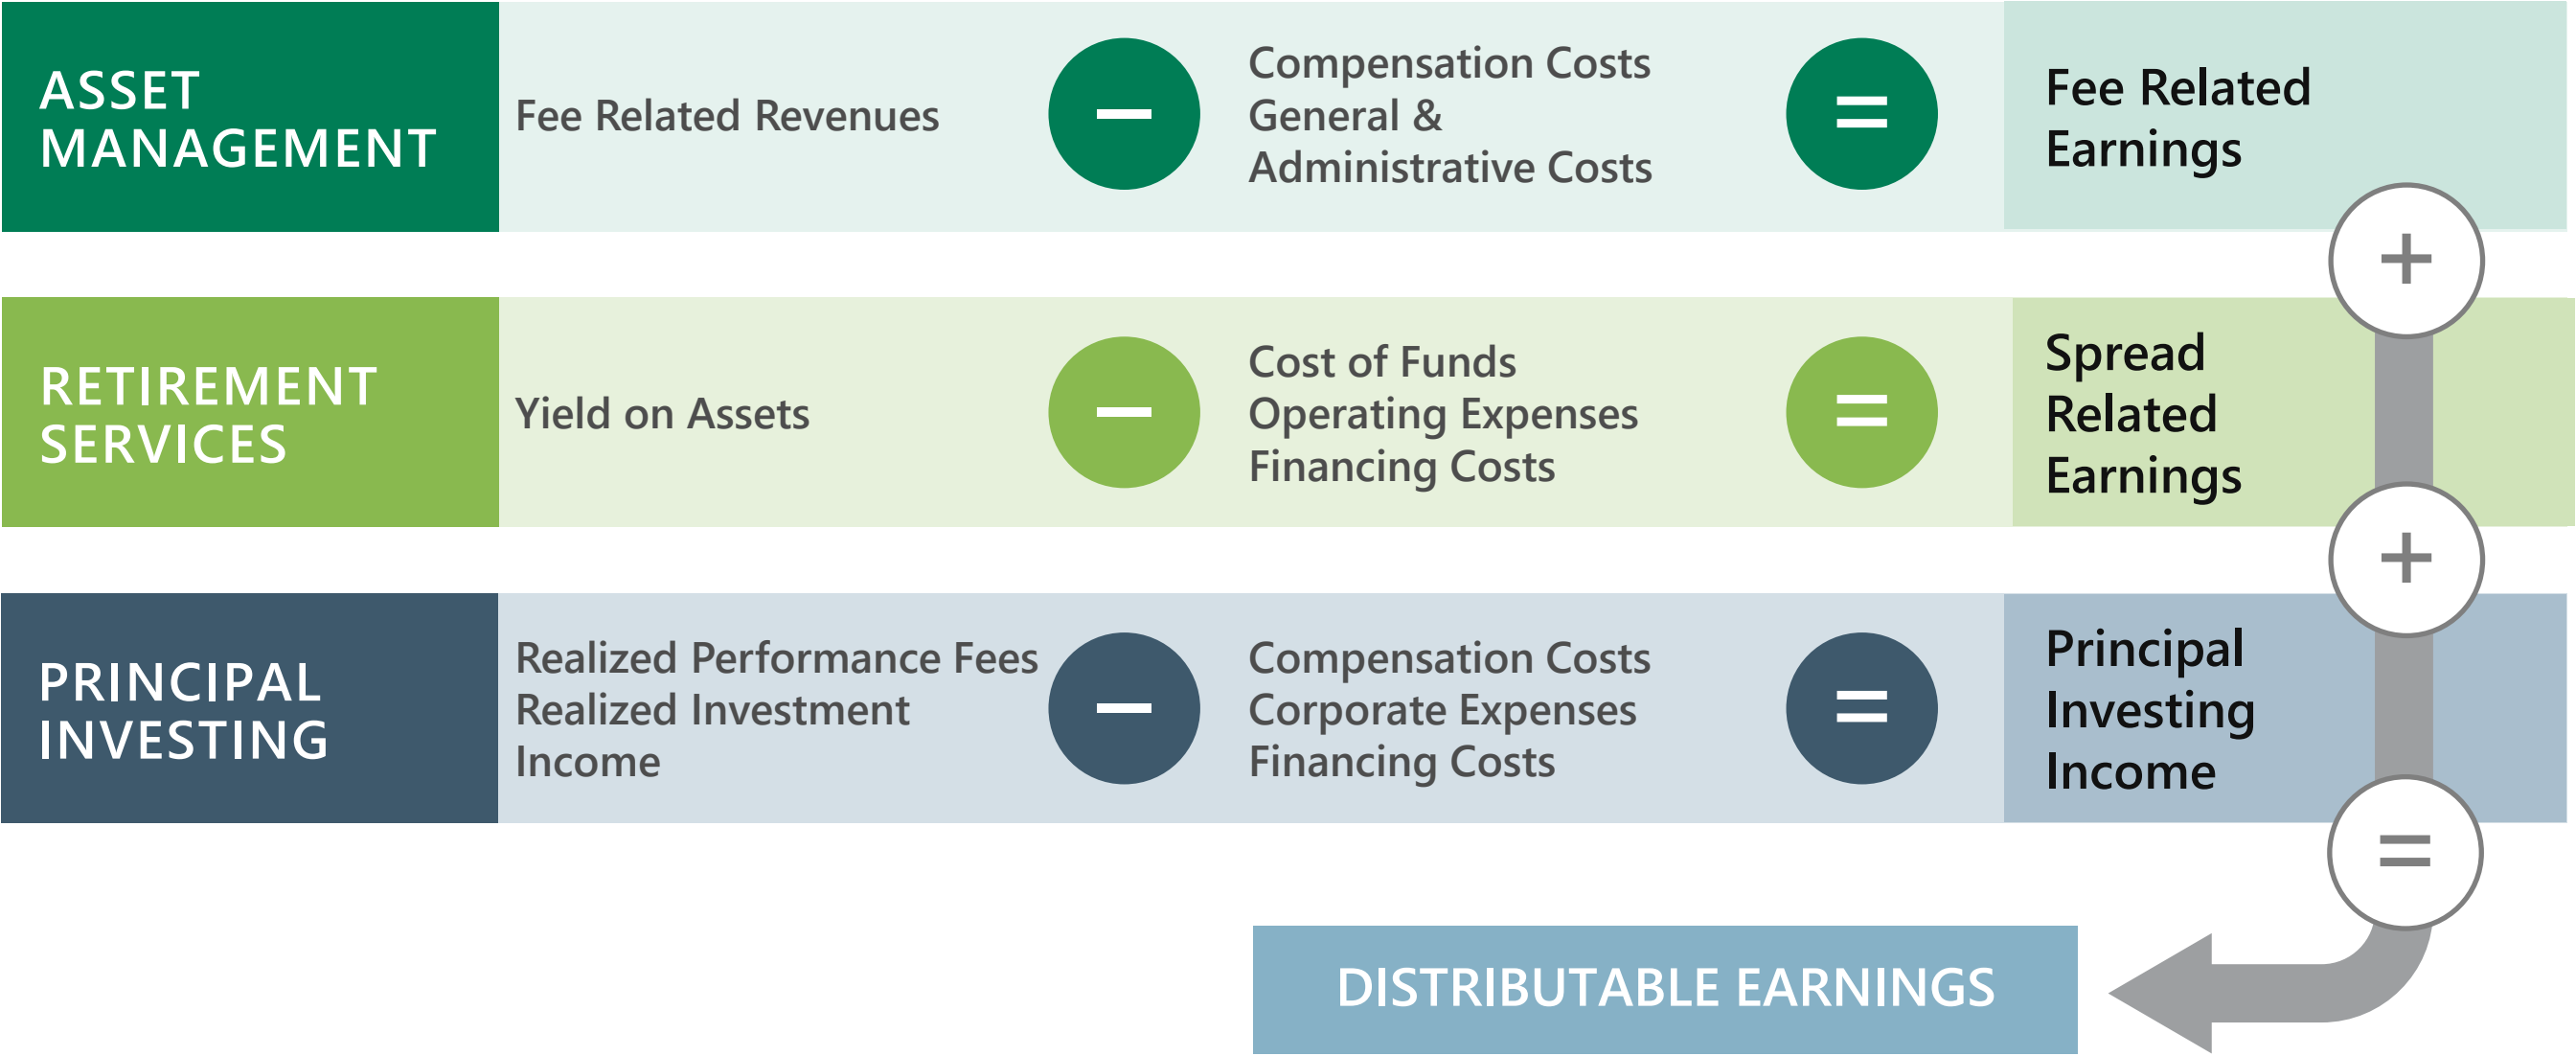 ASSET
MANAGEMENT
Fee Related Revenues
−
Compensation Costs
General &
Administrative Costs
=
Fee Related
Earnings
+
RETIREMENT
SERVICES
Yield on Assets
−
Cost of Funds
Operating Expenses
Financing Costs
=
Spread
Related
Earnings
+
PRINCIPAL
INVESTING
Realized Performance Fees
Realized Investment
Income
−
Compensation Costs
Corporate Expenses
Financing Costs
=
Principal
Investing
Income
=
DISTRIBUTABLE EARNINGS